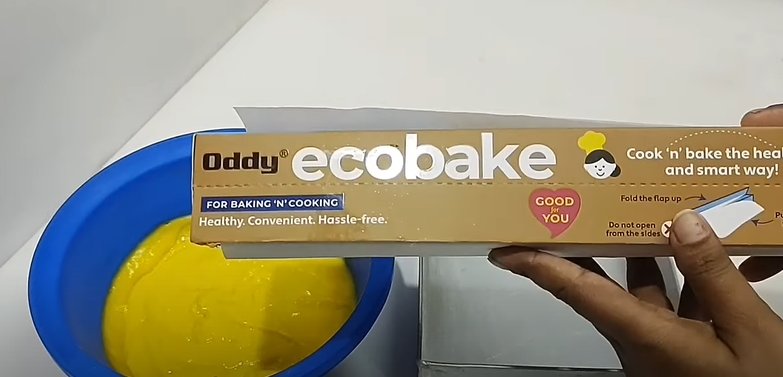 Oddy® ecobake
FOR BAKING 'N' COOKING
Healthy. Convenient. Hassle-free.
GOOD
for
YOU
Cook 'n' bake the heal
and smart way!
Fold the flap up
Do not open
from the sides